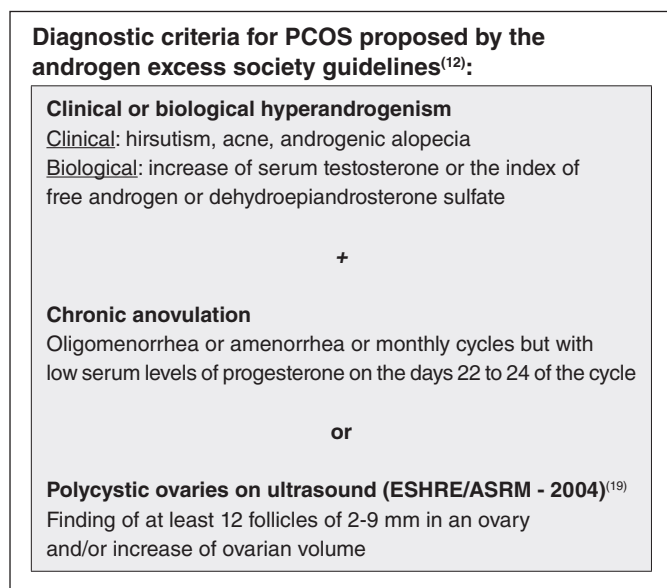 Diagnostic criteria for PCOS proposed by the
androgen excess society guidelines(12):
Clinical or biological hyperandrogenism
Clinical: hirsutism, acne, androgenic alopecia
Biological: increase of serum testosterone or the index of
free androgen or dehydroepiandrosterone sulfate
+
Chronic anovulation
Oligomenorrhea or amenorrhea or monthly cycles but with
low serum levels of progesterone on the days 22 to 24 of the cycle
or
Polycystic ovaries on ultrasound (ESHRE/ASRM - 2004)(19)
Finding of at least 12 follicles of 2-9 mm in an ovary
and/or increase of ovarian volume